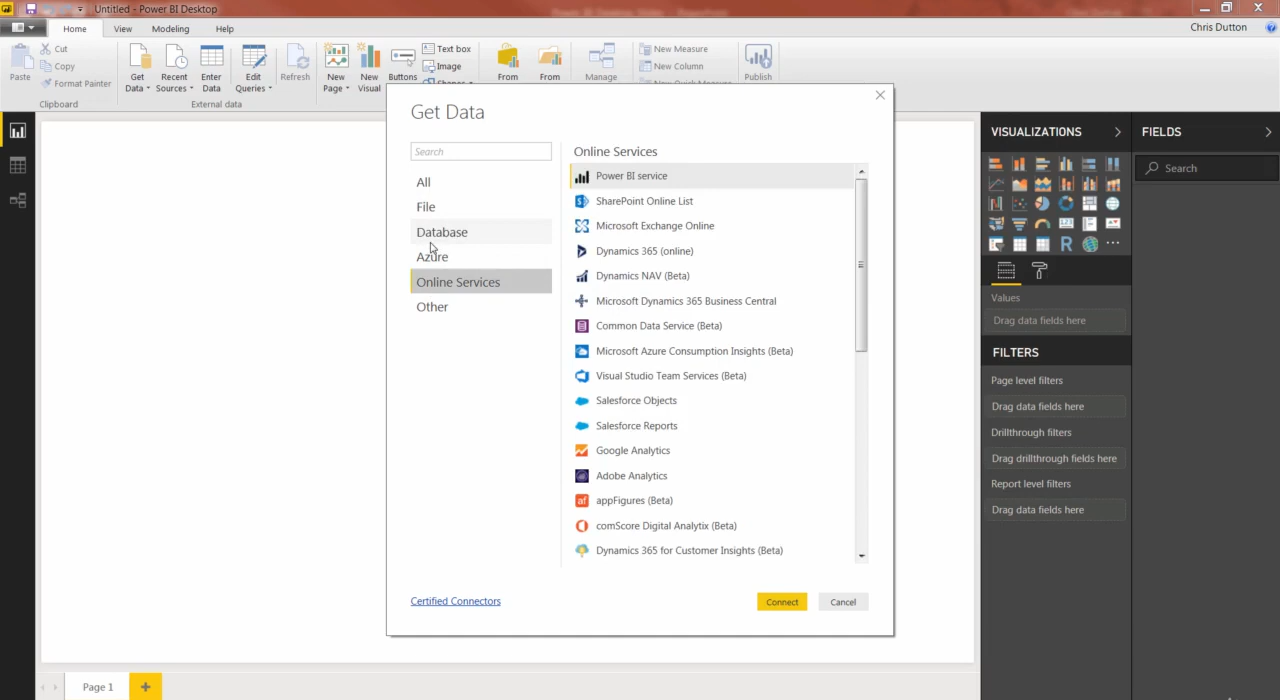 Untitled - Power BI Desktop
Home
View
Modeling
Help
Chris Dutton
Paste
Cut
Copy
Format Painter
Clipboard
Get
Data
Recent
Sources
Enter
Data
Edit
Queries
External data
Refresh
New
Page
New
Visual
Buttons
Text box
Image
From
From
Manage
New Measure
New Column
New Quick Measure
Publish
Get Data
Search
All
File
Database
Azure
Online Services
Other
Online Services
Power BI service
SharePoint Online List
Microsoft Exchange Online
Dynamics 365 (online)
Dynamics NAV (Beta)
Microsoft Dynamics 365 Business Central
Common Data Service (Beta)
Microsoft Azure Consumption Insights (Beta)
Visual Studio Team Services (Beta)
Salesforce Objects
Salesforce Reports
Google Analytics
Adobe Analytics
appFigures (Beta)
comScore Digital Analytix (Beta)
Dynamics 365 for Customer Insights (Beta)
Certified Connectors
Connect
Cancel
VISUALIZATIONS
R
Values
Drag data fields here
FILTERS
Page level filters
Drag data fields here
Drillthrough filters
Drag drillthrough fields here
Report level filters
Drag data fields here
FIELDS
Search
Page 1